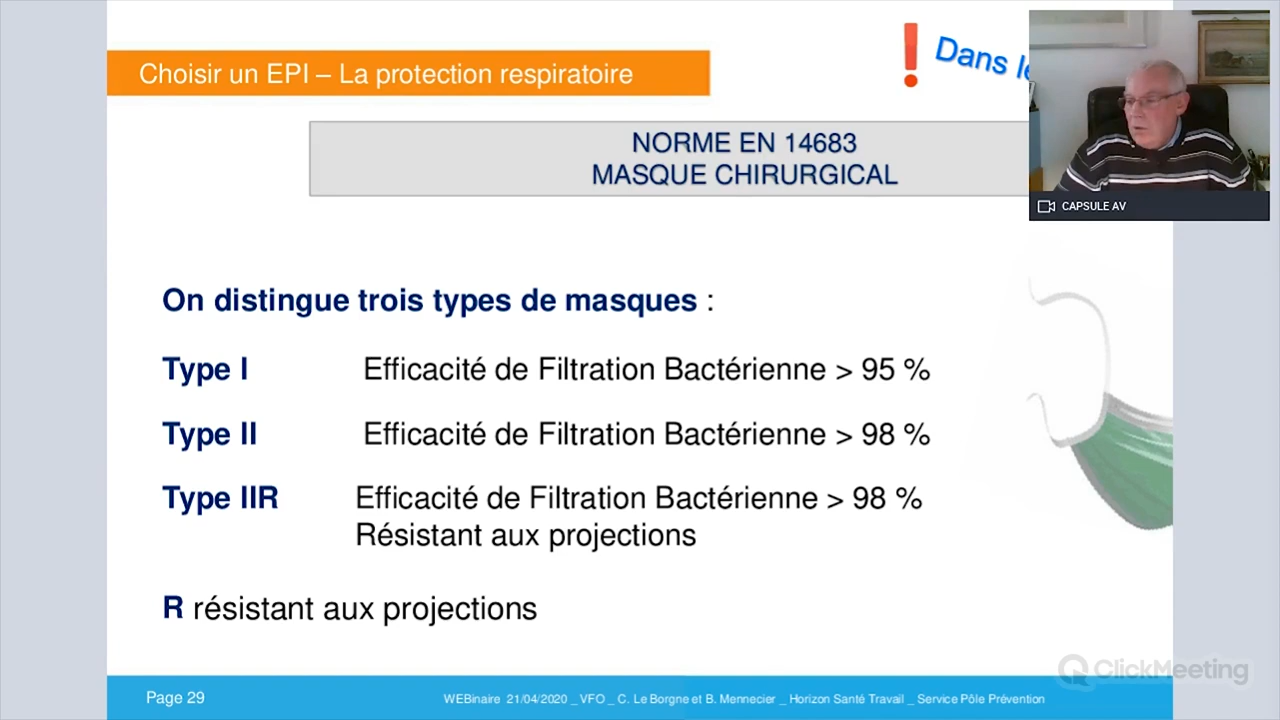 Choisir un EPI – La protection respiratoire
Dans
NORME EN 14683
MASQUE CHIRURGICAL
CAPSULE AV
On distingue trois types de masques :
Type I Efficacité de Filtration Bactérienne > 95 %
Type II Efficacité de Filtration Bactérienne > 98 %
Type IIR Efficacité de Filtration Bactérienne > 98 %
Résistant aux projections
R résistant aux projections
ClickMeeting
Page 29
WEBinaire 21/04/2020 _ VFO _ C. Le Borgne et B. Mennecier _ Horizon Santé Travail _ Service Pôle Prévention